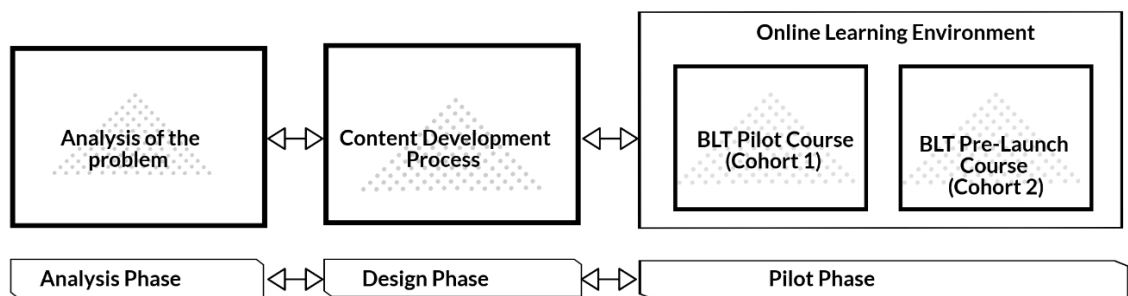 Online Learning Environment
Analysis of the
problem
Content Development
Process
BLT Pilot Course
(Cohort 1)
BLT Pre-Launch
Course
(Cohort 2)
Analysis Phase
Design Phase
Pilot Phase